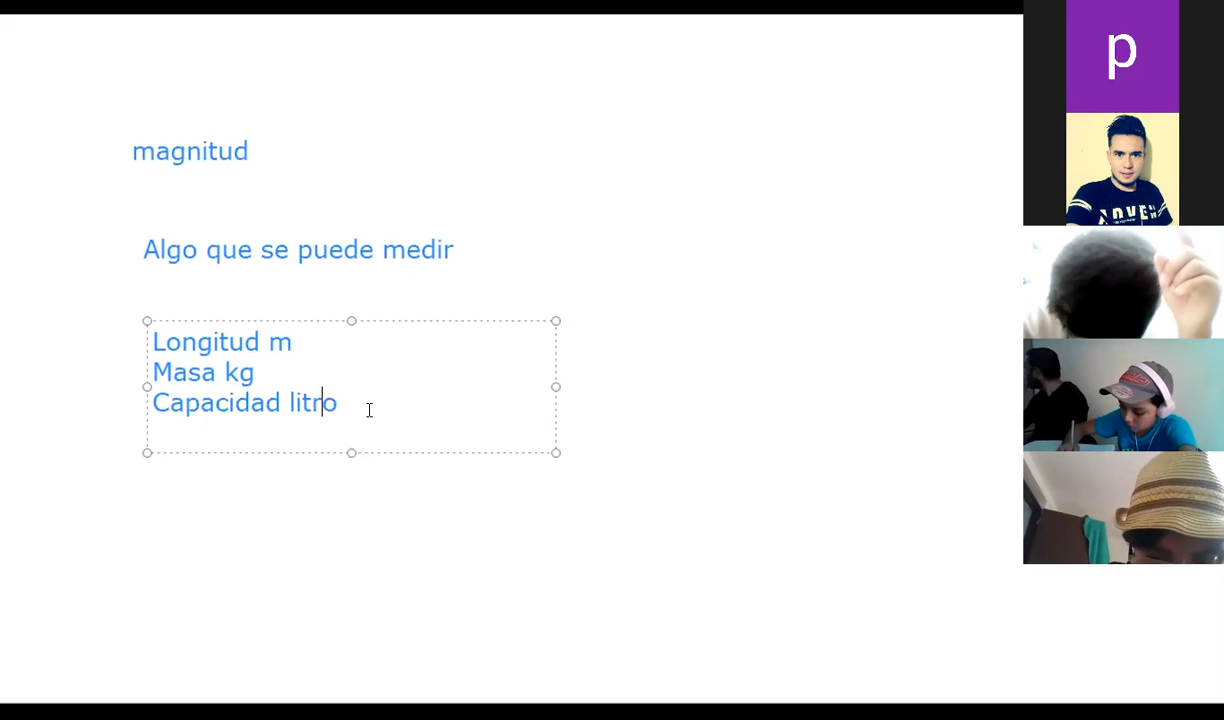 magnitud
Algo que se puede medir
Longitud m
Masa kg
Capacidad litro
p